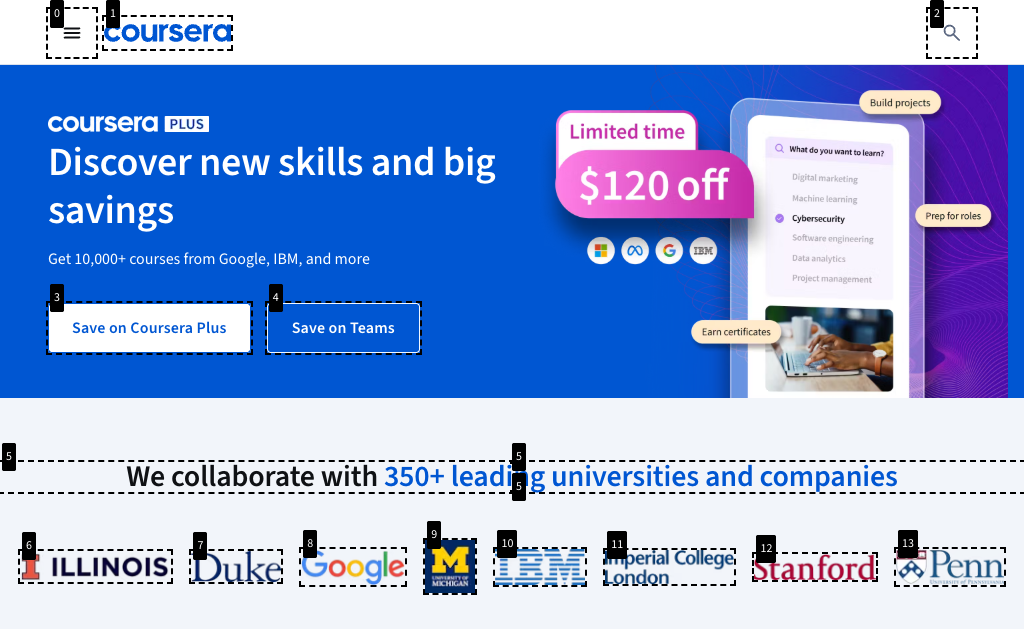 coursera
coursera PLUS
Discover new skills and big
savings
Get 10,000+ courses from Google, IBM, and more
Save on Coursera Plus
Save on Teams
Limited time
$120 off
IBM
Build projects
What do you want to learn?
Digital marketing
Machine learning
Cybersecurity
Software engineering
Data analytics
Project management
Prep for roles
Earn certificates
We collaborate with 350+ leading universities and companies
ILLINOIS
Duke
Google
M
UNIVERSITY OF
MICHIGAN
IBM
Imperial College
London
Stanford
Penn
UNIVERSITY OF PENNSYLVANIA
0
1
2
3
4
5
5
5
6
7
8
9
10
11
12
13